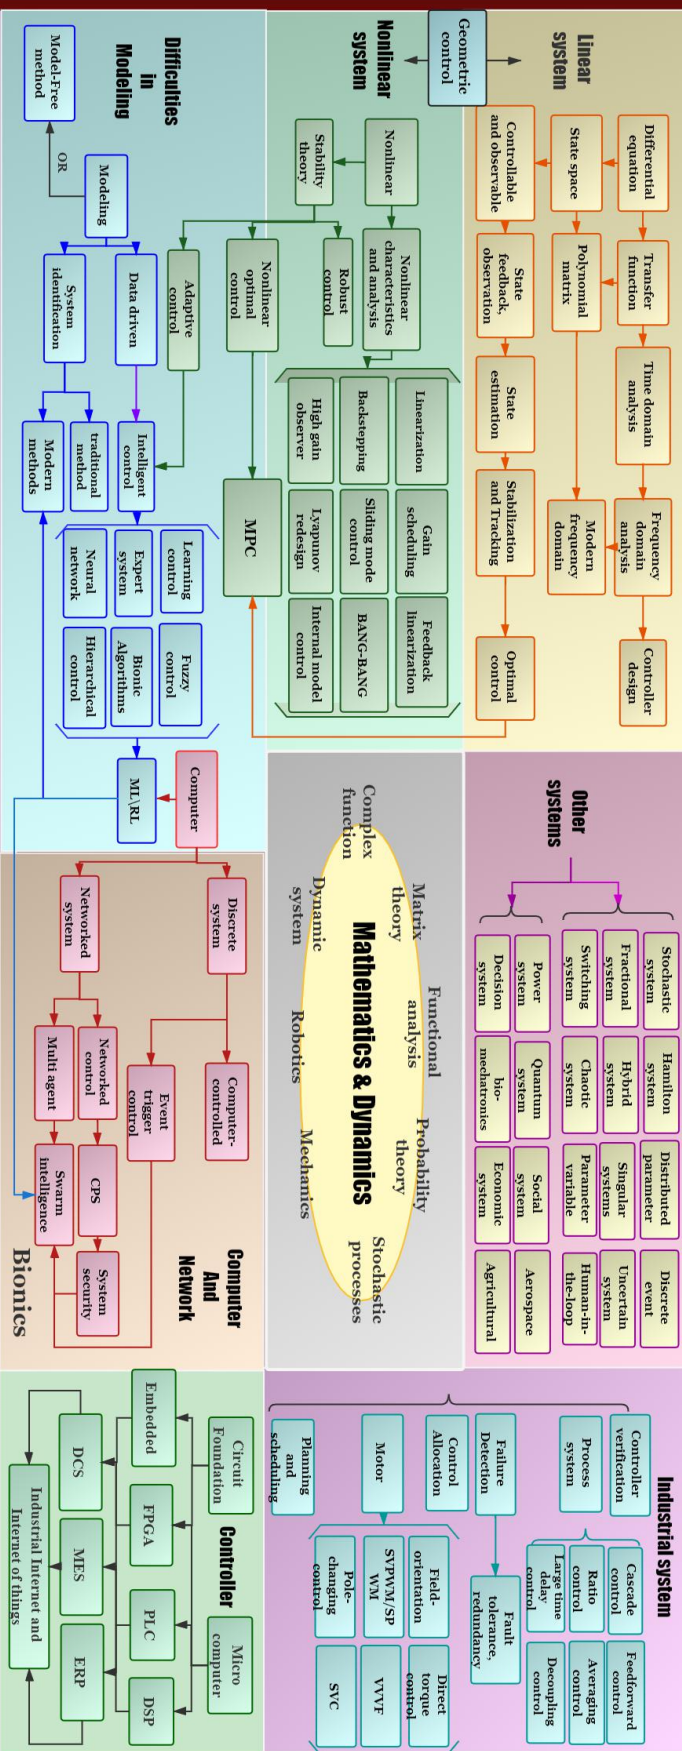 Linear
system
Differential
equation
Transfer
function
Time domain
analysis
Frequency
domain
analysis
Controller
design
State space
Polynomial
matrix
Modern
frequency
domain
Controllable
and observable
State
feedback,
observation
State
estimation
Stabilization
and Tracking
Optimal
control
Geometric
control
Nonlinear
system
Nonlinear
Nonlinear
characteristics
and analysis
Stability
theory
Robust
control
Nonlinear
optimal
control
Adaptive
control
Linearization
Gain
scheduling
Feedback
linearization
Backstepping
Sliding mode
control
BANG-BANG
High gain
observer
Lyapunov
redesign
Internal model
control
MPC
Difficulties
in
Modeling
Model-Free
method
OR
Modeling
Data driven
System
identification
Intelligent
control
traditional
method
Modern
methods
Learning
control
Fuzzy
control
Expert
system
Bionic
Algorithms
Neural
network
Hierarchical
control
ML\RL
Computer
Other
systems
Stochastic
system
Hamilton
system
Distributed
parameter
Discrete
event
Fractional
system
Hybrid
system
Singular
systems
Uncertain
system
Switching
system
Chaotic
system
Parameter
variable
Human-in-
the-loop
Power
system
Quantum
system
Social
system
Aerospace
Decision
system
bio-
mechatronics
Economic
system
Agricultural
Mathematics & Dynamics
Complex
function
Matrix
theory
Functional
analysis
Probability
theory
Stochastic
processes
Dynamic
system
Robotics
Mechanics
Computer
And
Network
Discrete
system
Computer-
controlled
Event
trigger
control
Networked
system
Networked
control
CPS
System
security
Multi agent
Swarm
intelligence
Bionics
Industrial system
Controller
verification
Process
system
Cascade
control
Feedforward
control
Ratio
control
Averaging
control
Large time
delay
control
Decoupling
control
Failure
Detection
Fault
tolerance,
redundancy
Control
Allocation
Motor
Field-
orientation
Direct
torque
control
SVPWM/SP
WM
VVVF
Pole-
changing
control
SVC
Planning
and
scheduling
Controller
Circuit
Foundation
Micro
computer
Embedded
FPGA
PLC
DSP
DCS
MES
ERP
Industrial Internet and
Internet of things